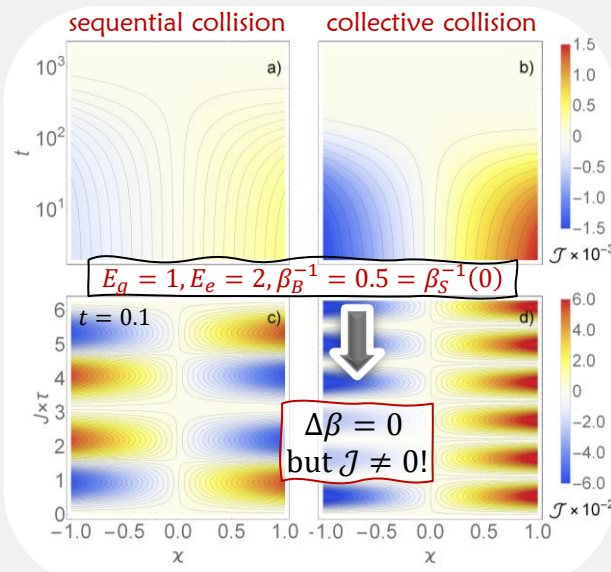 sequential collision
collective collision
a)
b)
10³
10²
10¹
t
1.5
1.0
0.5
0
−0.5
−1.0
−1.5
𝒥 × 10⁻³
E_g = 1, E_e = 2, β_B⁻¹ = 0.5 = β_S⁻¹(0)
t = 0.1
c)
d)
6
5
4
3
2
1
0
J×τ
Δβ = 0
but 𝒥 ≠ 0!
6.0
4.0
2.0
0
−2.0
−4.0
−6.0
𝒥 × 10⁻²
-1.0 -0.5 0.0 0.5 1.0
-1.0 -0.5 0.0 0.5 1.0
χ
χ